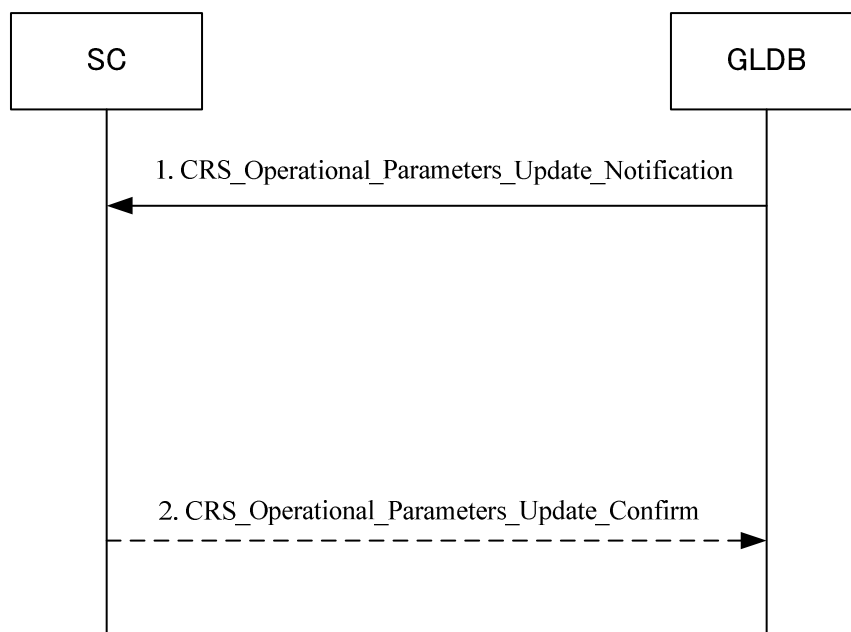 SC
GLDB
1. CRS_Operational_Parameters_Update_Notification
2. CRS_Operational_Parameters_Update_Confirm